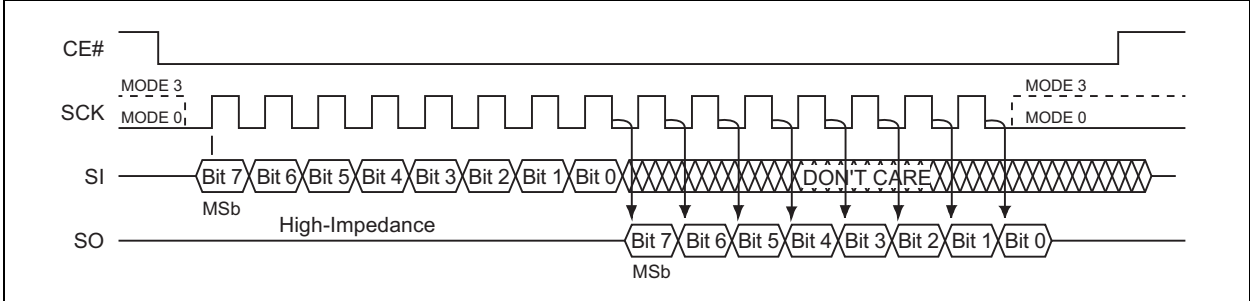 CE#
MODE 3 MODE 3
SCK MODE 0 MODE 0
SI Bit 7 Bit 6 Bit 5 Bit 4 Bit 3 Bit 2 Bit 1 Bit 0 DON'T CARE
MSb
High-Impedance
SO Bit 7 Bit 6 Bit 5 Bit 4 Bit 3 Bit 2 Bit 1 Bit 0
MSb